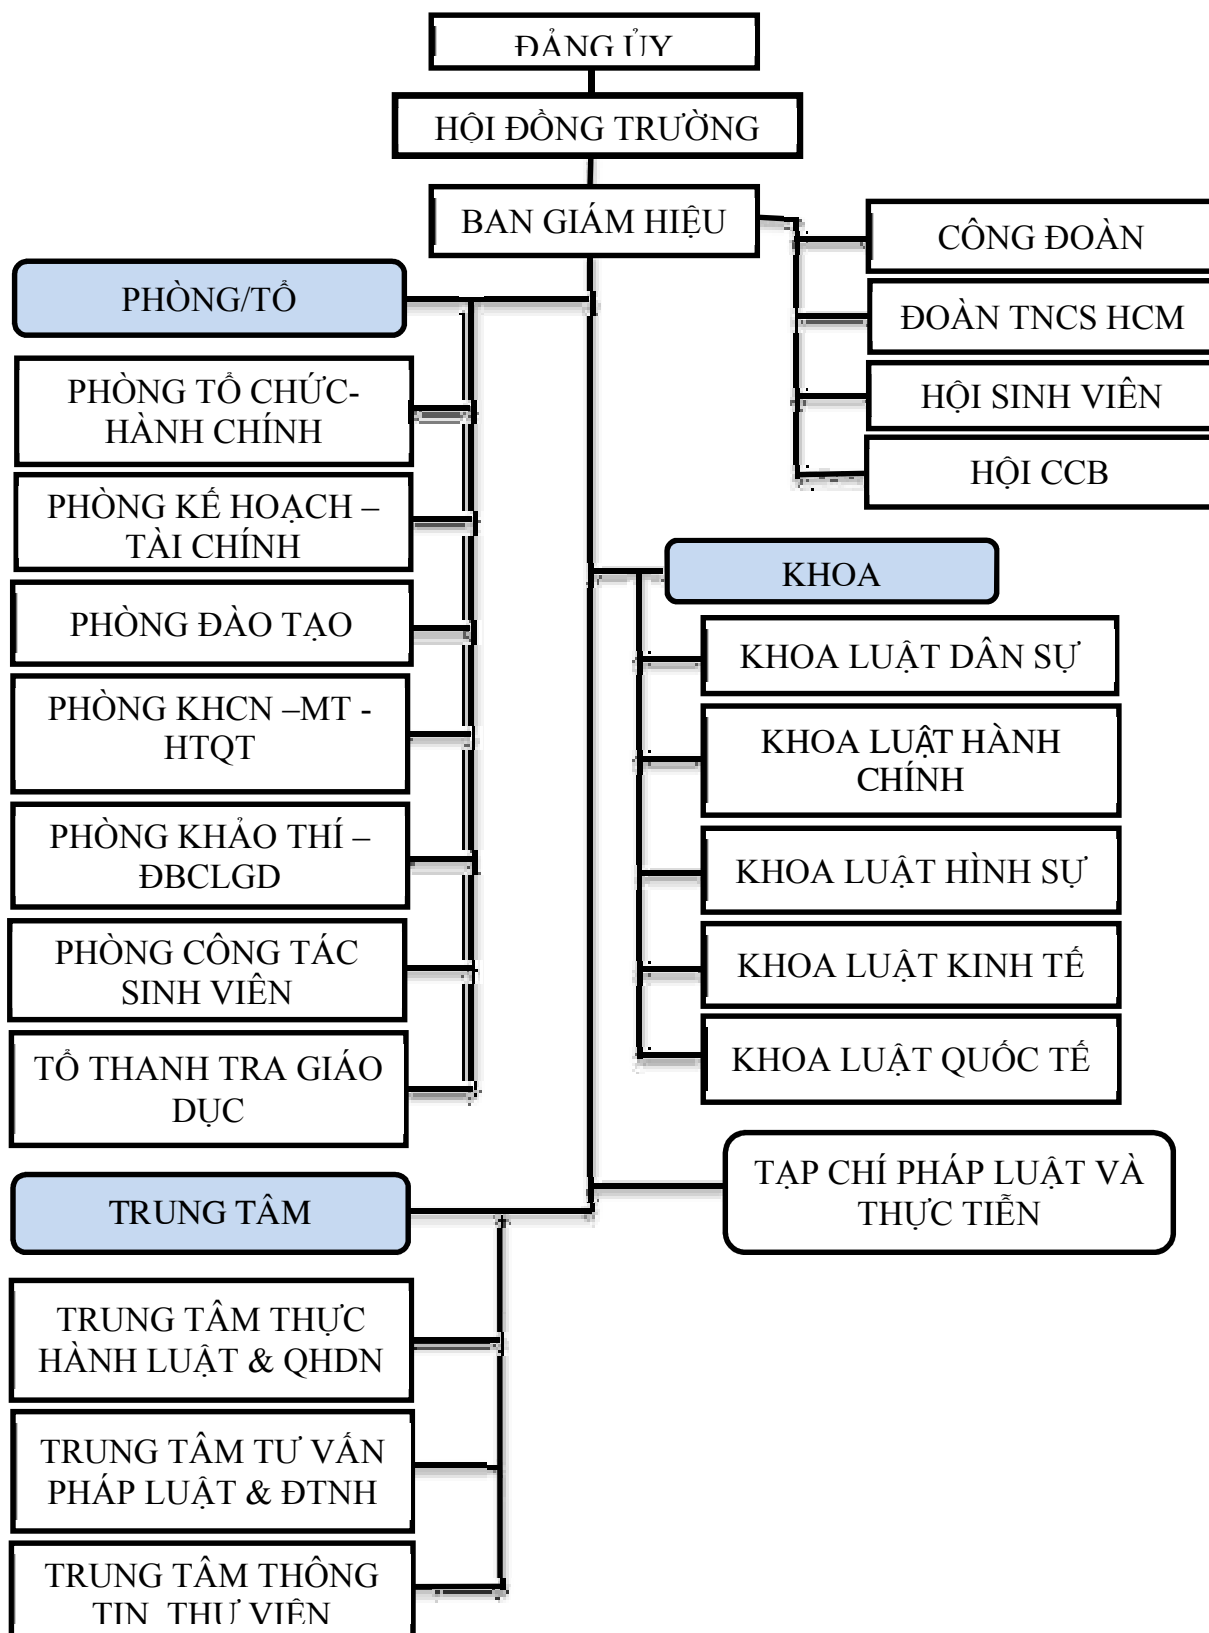 ĐẢNG ỦY
HỘI ĐỒNG TRƯỜNG
BAN GIÁM HIỆU
CÔNG ĐOÀN
ĐOÀN TNCS HCM
HỘI SINH VIÊN
HỘI CCB
PHÒNG/TỔ
PHÒNG TỔ CHỨC-
HÀNH CHÍNH
PHÒNG KẾ HOẠCH –
TÀI CHÍNH
PHÒNG ĐÀO TẠO
PHÒNG KHCN –MT -
HTQT
PHÒNG KHẢO THÍ –
ĐBCLGD
PHÒNG CÔNG TÁC
SINH VIÊN
TỔ THANH TRA GIÁO
DỤC
KHOA
KHOA LUẬT DÂN SỰ
KHOA LUẬT HÀNH
CHÍNH
KHOA LUẬT HÌNH SỰ
KHOA LUẬT KINH TẾ
KHOA LUẬT QUỐC TẾ
TẠP CHÍ PHÁP LUẬT VÀ
THỰC TIỄN
TRUNG TÂM
TRUNG TÂM THỰC
HÀNH LUẬT & QHDN
TRUNG TÂM TƯ VẤN
PHÁP LUẬT & ĐTNH
TRUNG TÂM THÔNG
TIN THƯ VIỆN